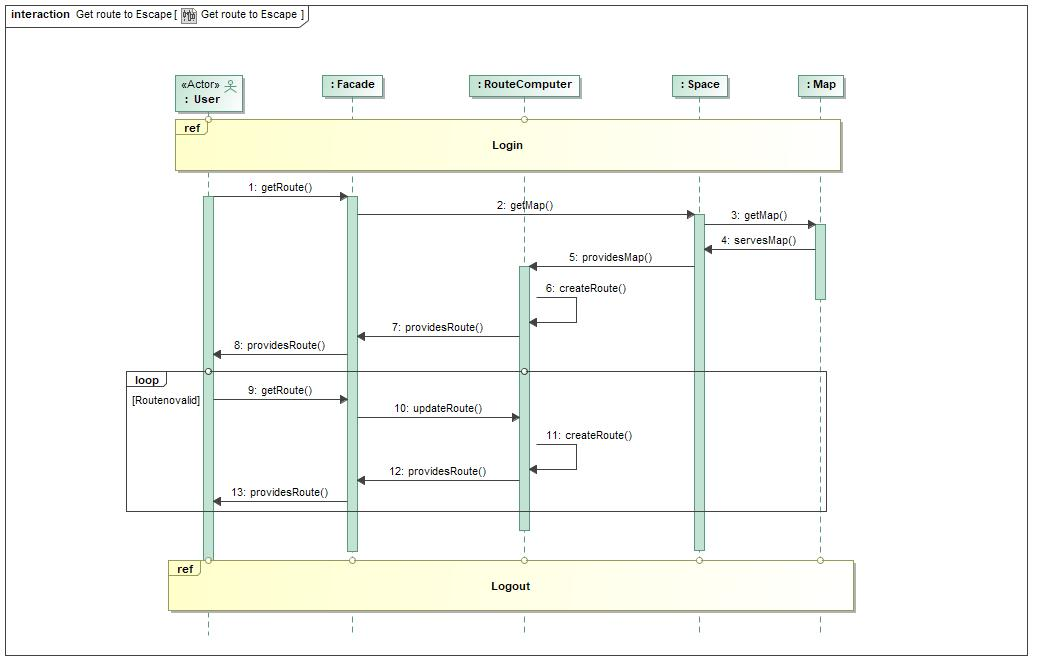 interaction Get route to Escape [ Get route to Escape ]
«Actor»
: User
: Facade
: RouteComputer
: Space
: Map
ref
Login
1: getRoute()
2: getMap()
3: getMap()
4: servesMap()
5: providesMap()
6: createRoute()
7: providesRoute()
8: providesRoute()
loop
[Routenovalid]
9: getRoute()
10: updateRoute()
11: createRoute()
12: providesRoute()
13: providesRoute()
ref
Logout